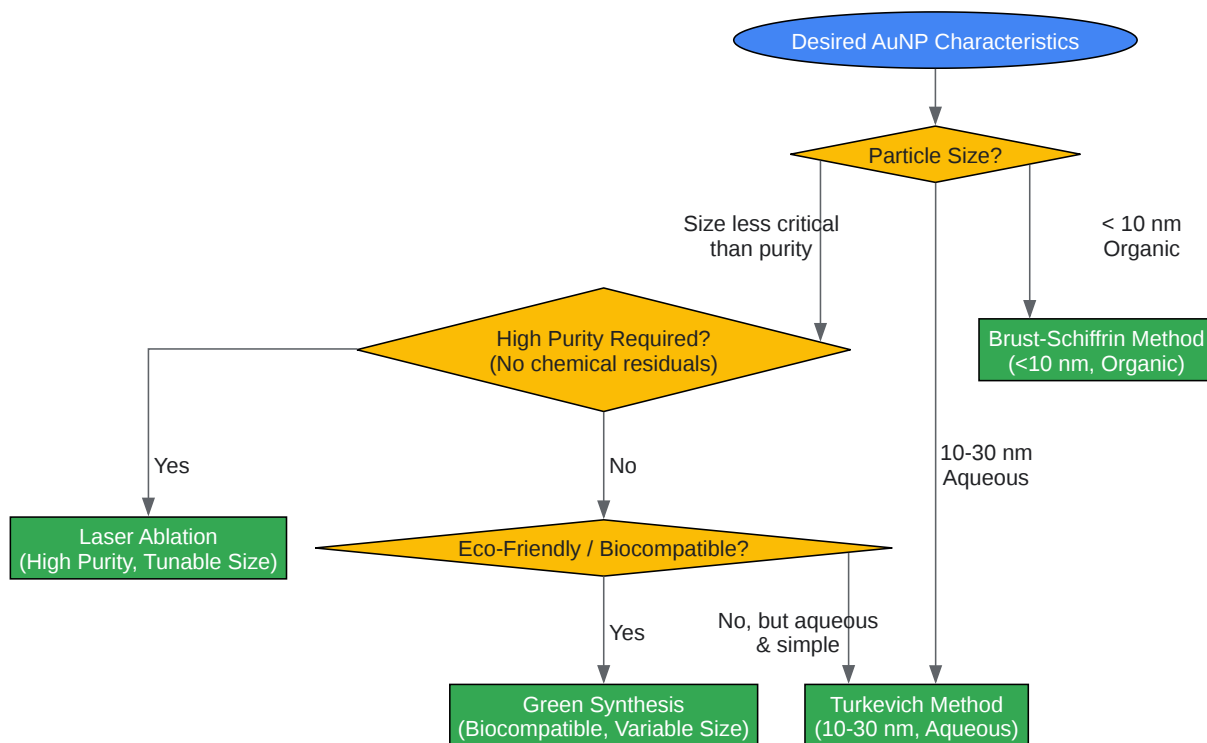 Desired AuNP Characteristics
Particle Size?
Size less critical
than purity
< 10 nm
Organic
High Purity Required?
(No chemical residuals)
Brust-Schiffrin Method
(<10 nm, Organic)
10-30 nm
Aqueous
Yes
No
Laser Ablation
(High Purity, Tunable Size)
Eco-Friendly / Biocompatible?
Yes
No, but aqueous
& simple
Green Synthesis
(Biocompatible, Variable Size)
Turkevich Method
(10-30 nm, Aqueous)